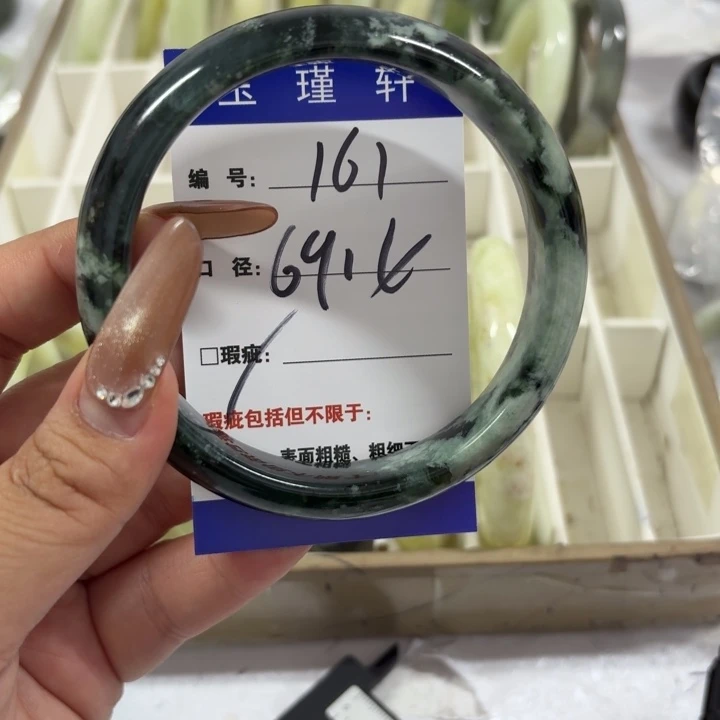 玉瑾轩
编 号: 161
口 径: 64
□瑕疵:
瑕疵包括但不限于:
表面粗糙、粗细